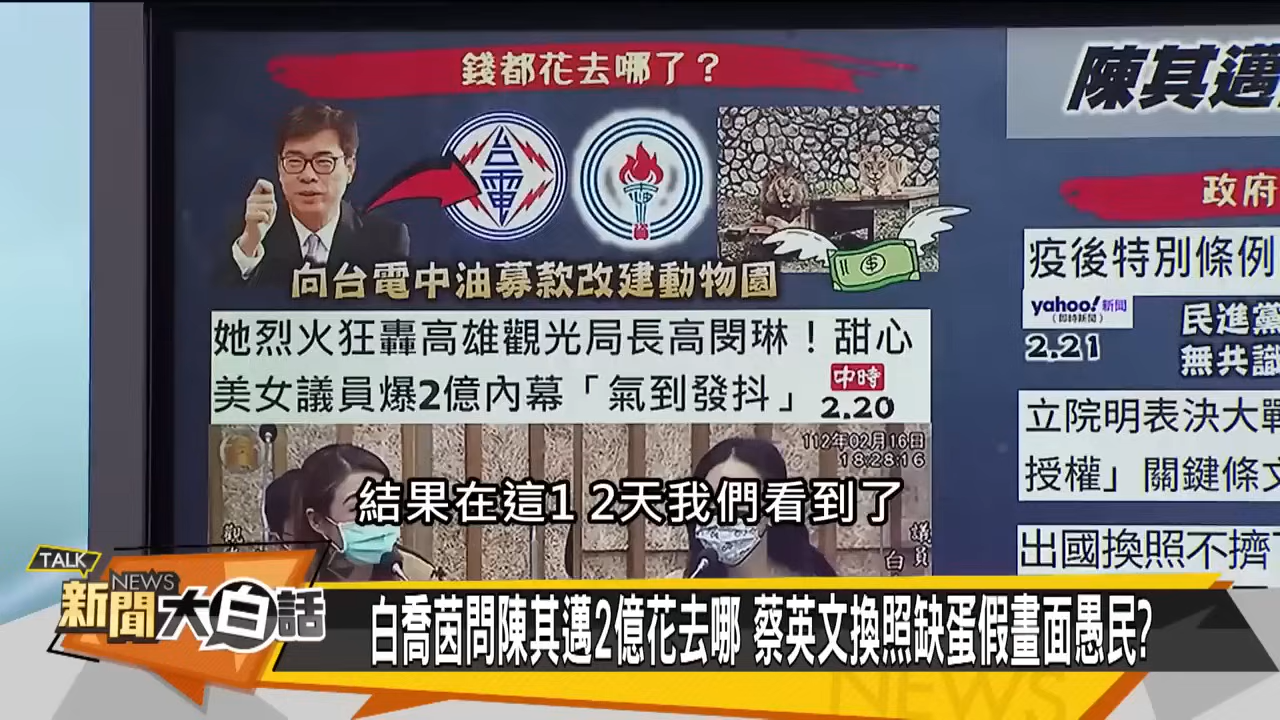 錢都花去哪了？
台電
向台電中油募款改建動物園
她烈火狂轟高雄觀光局長高閔琳！甜心
美女議員爆2億內幕「氣到發抖」
中時
2.20
112年02月16日
18:28:16
議員
白
結果在這1 2天我們看到了
陳其邁
政府
疫後特別條例
yahoo!新聞
（即時新聞）
2.21
民進黨
無共識
立院明表決大戰
授權」關鍵條文
出國換照不擠
TALK
NEWS
新聞大白話
白喬茵問陳其邁2億花去哪 蔡英文換照缺蛋假畫面愚民?
NEWS